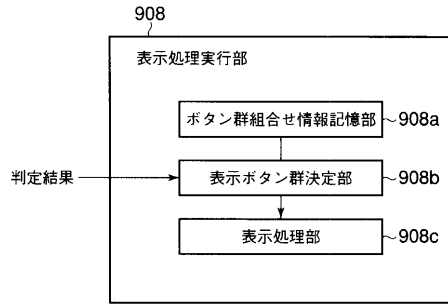 908
表示処理実行部
ボタン群組合せ情報記憶部
908a
判定結果
表示ボタン群決定部
908b
表示処理部
908c